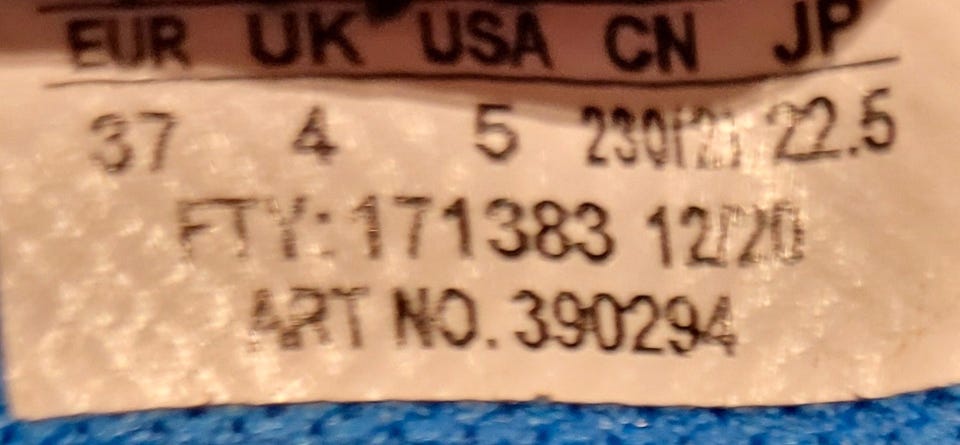 EUR UK USA CN JP
37 4 5 22.5
FTY: 171383 12/20
ART NO. 390294